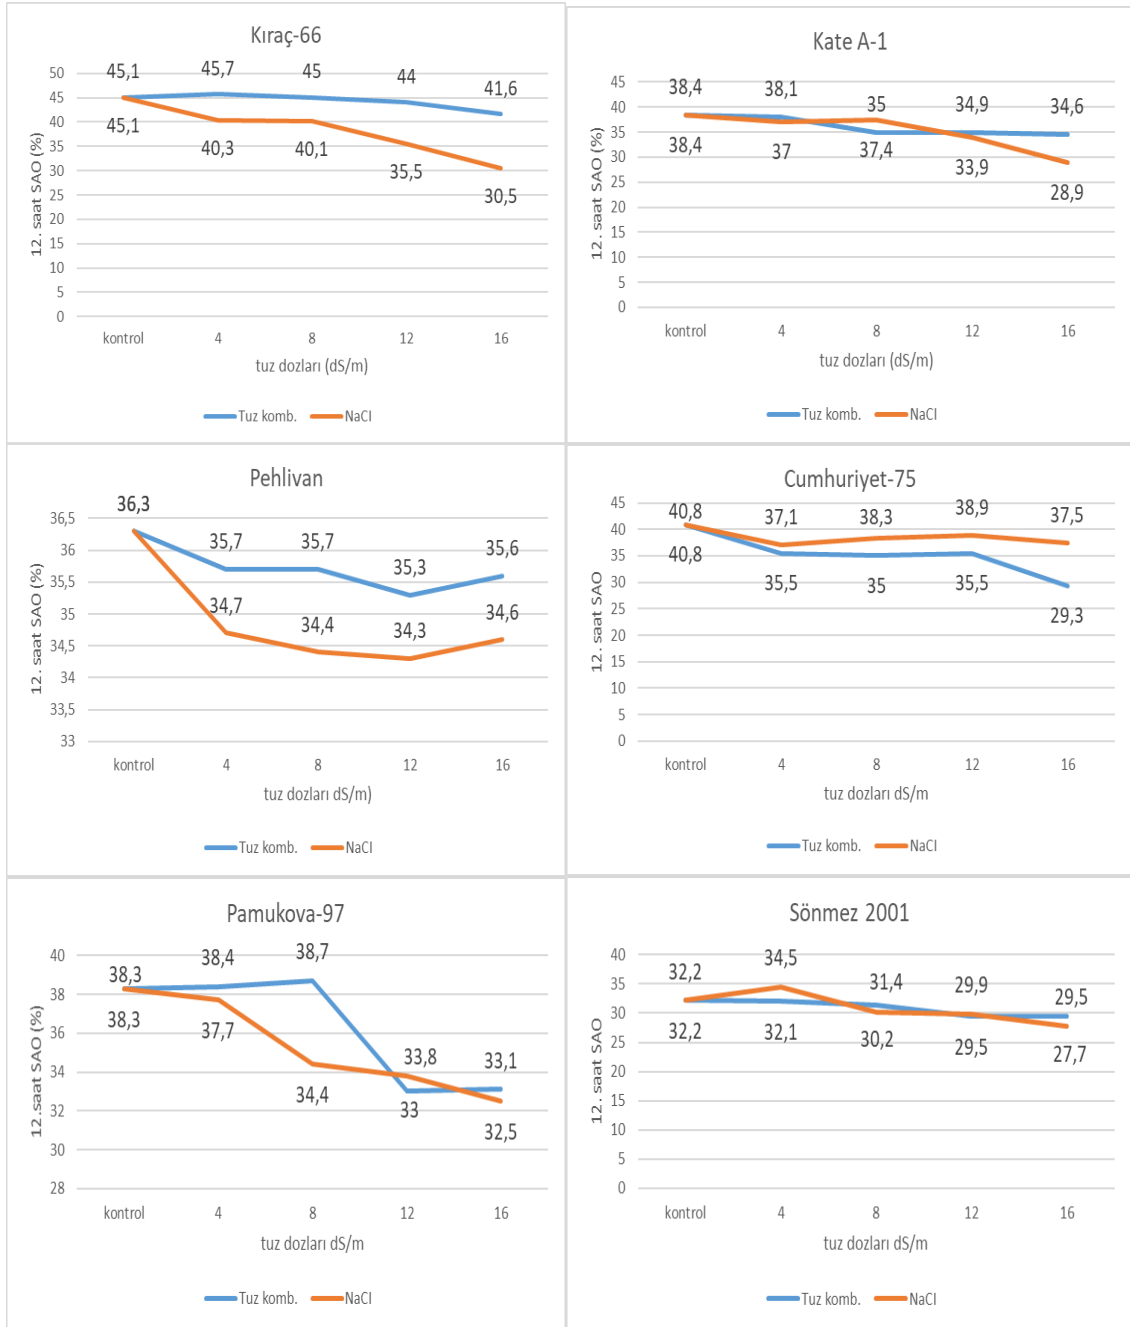 Kıraç-66
45,1 45,7 45 44 41,6
45,1 40,3 40,1 35,5 30,5
50
45
40
35
30
25
20
15
10
5
0
12. saat SAO (%)
kontrol 4 8 12 16
tuz dozları (dS/m)
Tuz komb. NaCI
Kate A-1
38,4 38,1 35 34,9 34,6
38,4 37 37,4 33,9 28,9
45
40
35
30
25
20
15
10
5
0
12. saat SAO (%)
kontrol 4 8 12 16
tuz dozları (dS/m)
Tuz komb. NaCI
Pehlivan
36,3 35,7 35,7 35,3 35,6
34,7 34,4 34,3 34,6
36,5
36
35,5
35
34,5
34
33,5
33
12. saat SAO (%)
kontrol 4 8 12 16
tuz dozları dS/m)
Tuz komb. NaCI
Cumhuriyet-75
40,8 37,1 38,3 38,9 37,5
40,8 35,5 35 35,5 29,3
45
40
35
30
25
20
15
10
5
0
12. saat SAO
kontrol 4 8 12 16
tuz dozları dS/m
Tuz komb. NaCI
Pamukova-97
38,3 38,4 38,7 33,8 33,1
38,3 37,7 34,4 33 32,5
40
38
36
34
32
30
28
12.saat SAO (%)
kontrol 4 8 12 16
tuz dozları dS/m
Tuz komb. NaCI
Sönmez 2001
32,2 34,5 31,4 29,9 29,5
32,2 32,1 30,2 29,5 27,7
40
35
30
25
20
15
10
5
0
12. saat SAO
kontrol 4 8 12 16
tuz dozları dS/m
Tuz komb. NaCI